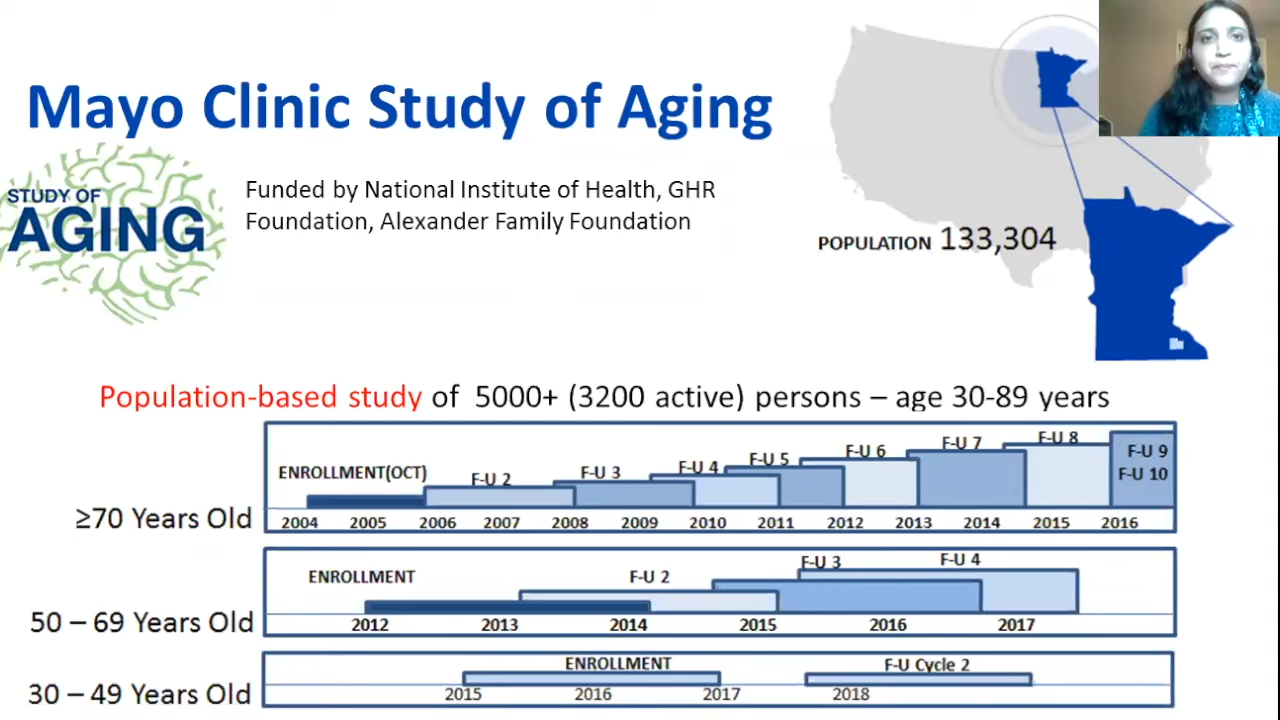 Mayo Clinic Study of Aging
STUDY OF
AGING
Funded by National Institute of Health, GHR
Foundation, Alexander Family Foundation
POPULATION 133,304
Population-based study of 5000+ (3200 active) persons – age 30-89 years
≥70 Years Old
ENROLLMENT(OCT) F-U 2 F-U 3 F-U 4 F-U 5 F-U 6 F-U 7 F-U 8 F-U 9
F-U 10
2004 2005 2006 2007 2008 2009 2010 2011 2012 2013 2014 2015 2016
50 – 69 Years Old
ENROLLMENT F-U 2 F-U 3 F-U 4
2012 2013 2014 2015 2016 2017
30 – 49 Years Old
ENROLLMENT F-U Cycle 2
2015 2016 2017 2018